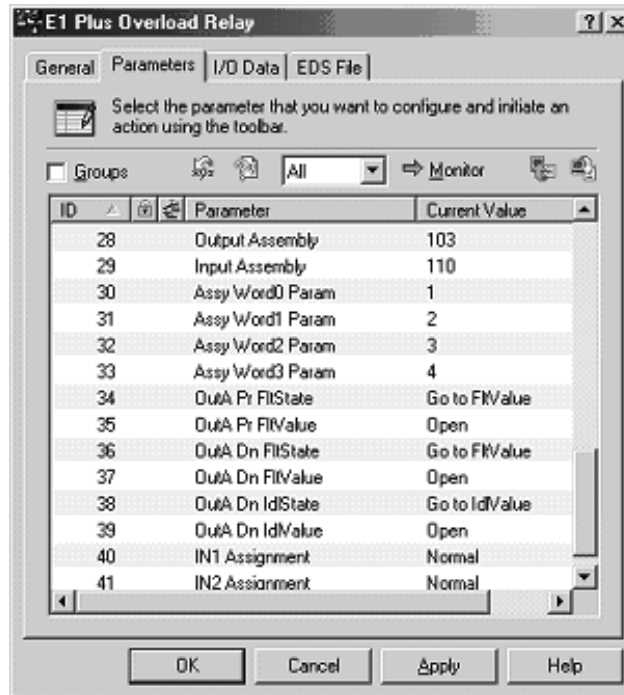 E1 Plus Overload Relay
General Parameters I/O Data EDS File
Select the parameter that you want to configure and initiate an
action using the toolbar.
Groups All Monitor
ID Parameter Current Value
28 Output Assembly 103
29 Input Assembly 110
30 Assy Word0 Param 1
31 Assy Word1 Param 2
32 Assy Word2 Param 3
33 Assy Word3 Param 4
34 OutA Pr FltState Go to FltValue
35 OutA Pr FltValue Open
36 OutA Dn FltState Go to FltValue
37 OutA Dn FltValue Open
38 OutA Dn IdlState Go to IdlValue
39 OutA Dn IdlValue Open
40 IN1 Assignment Normal
41 IN2 Assignment Normal
OK Cancel Apply Help